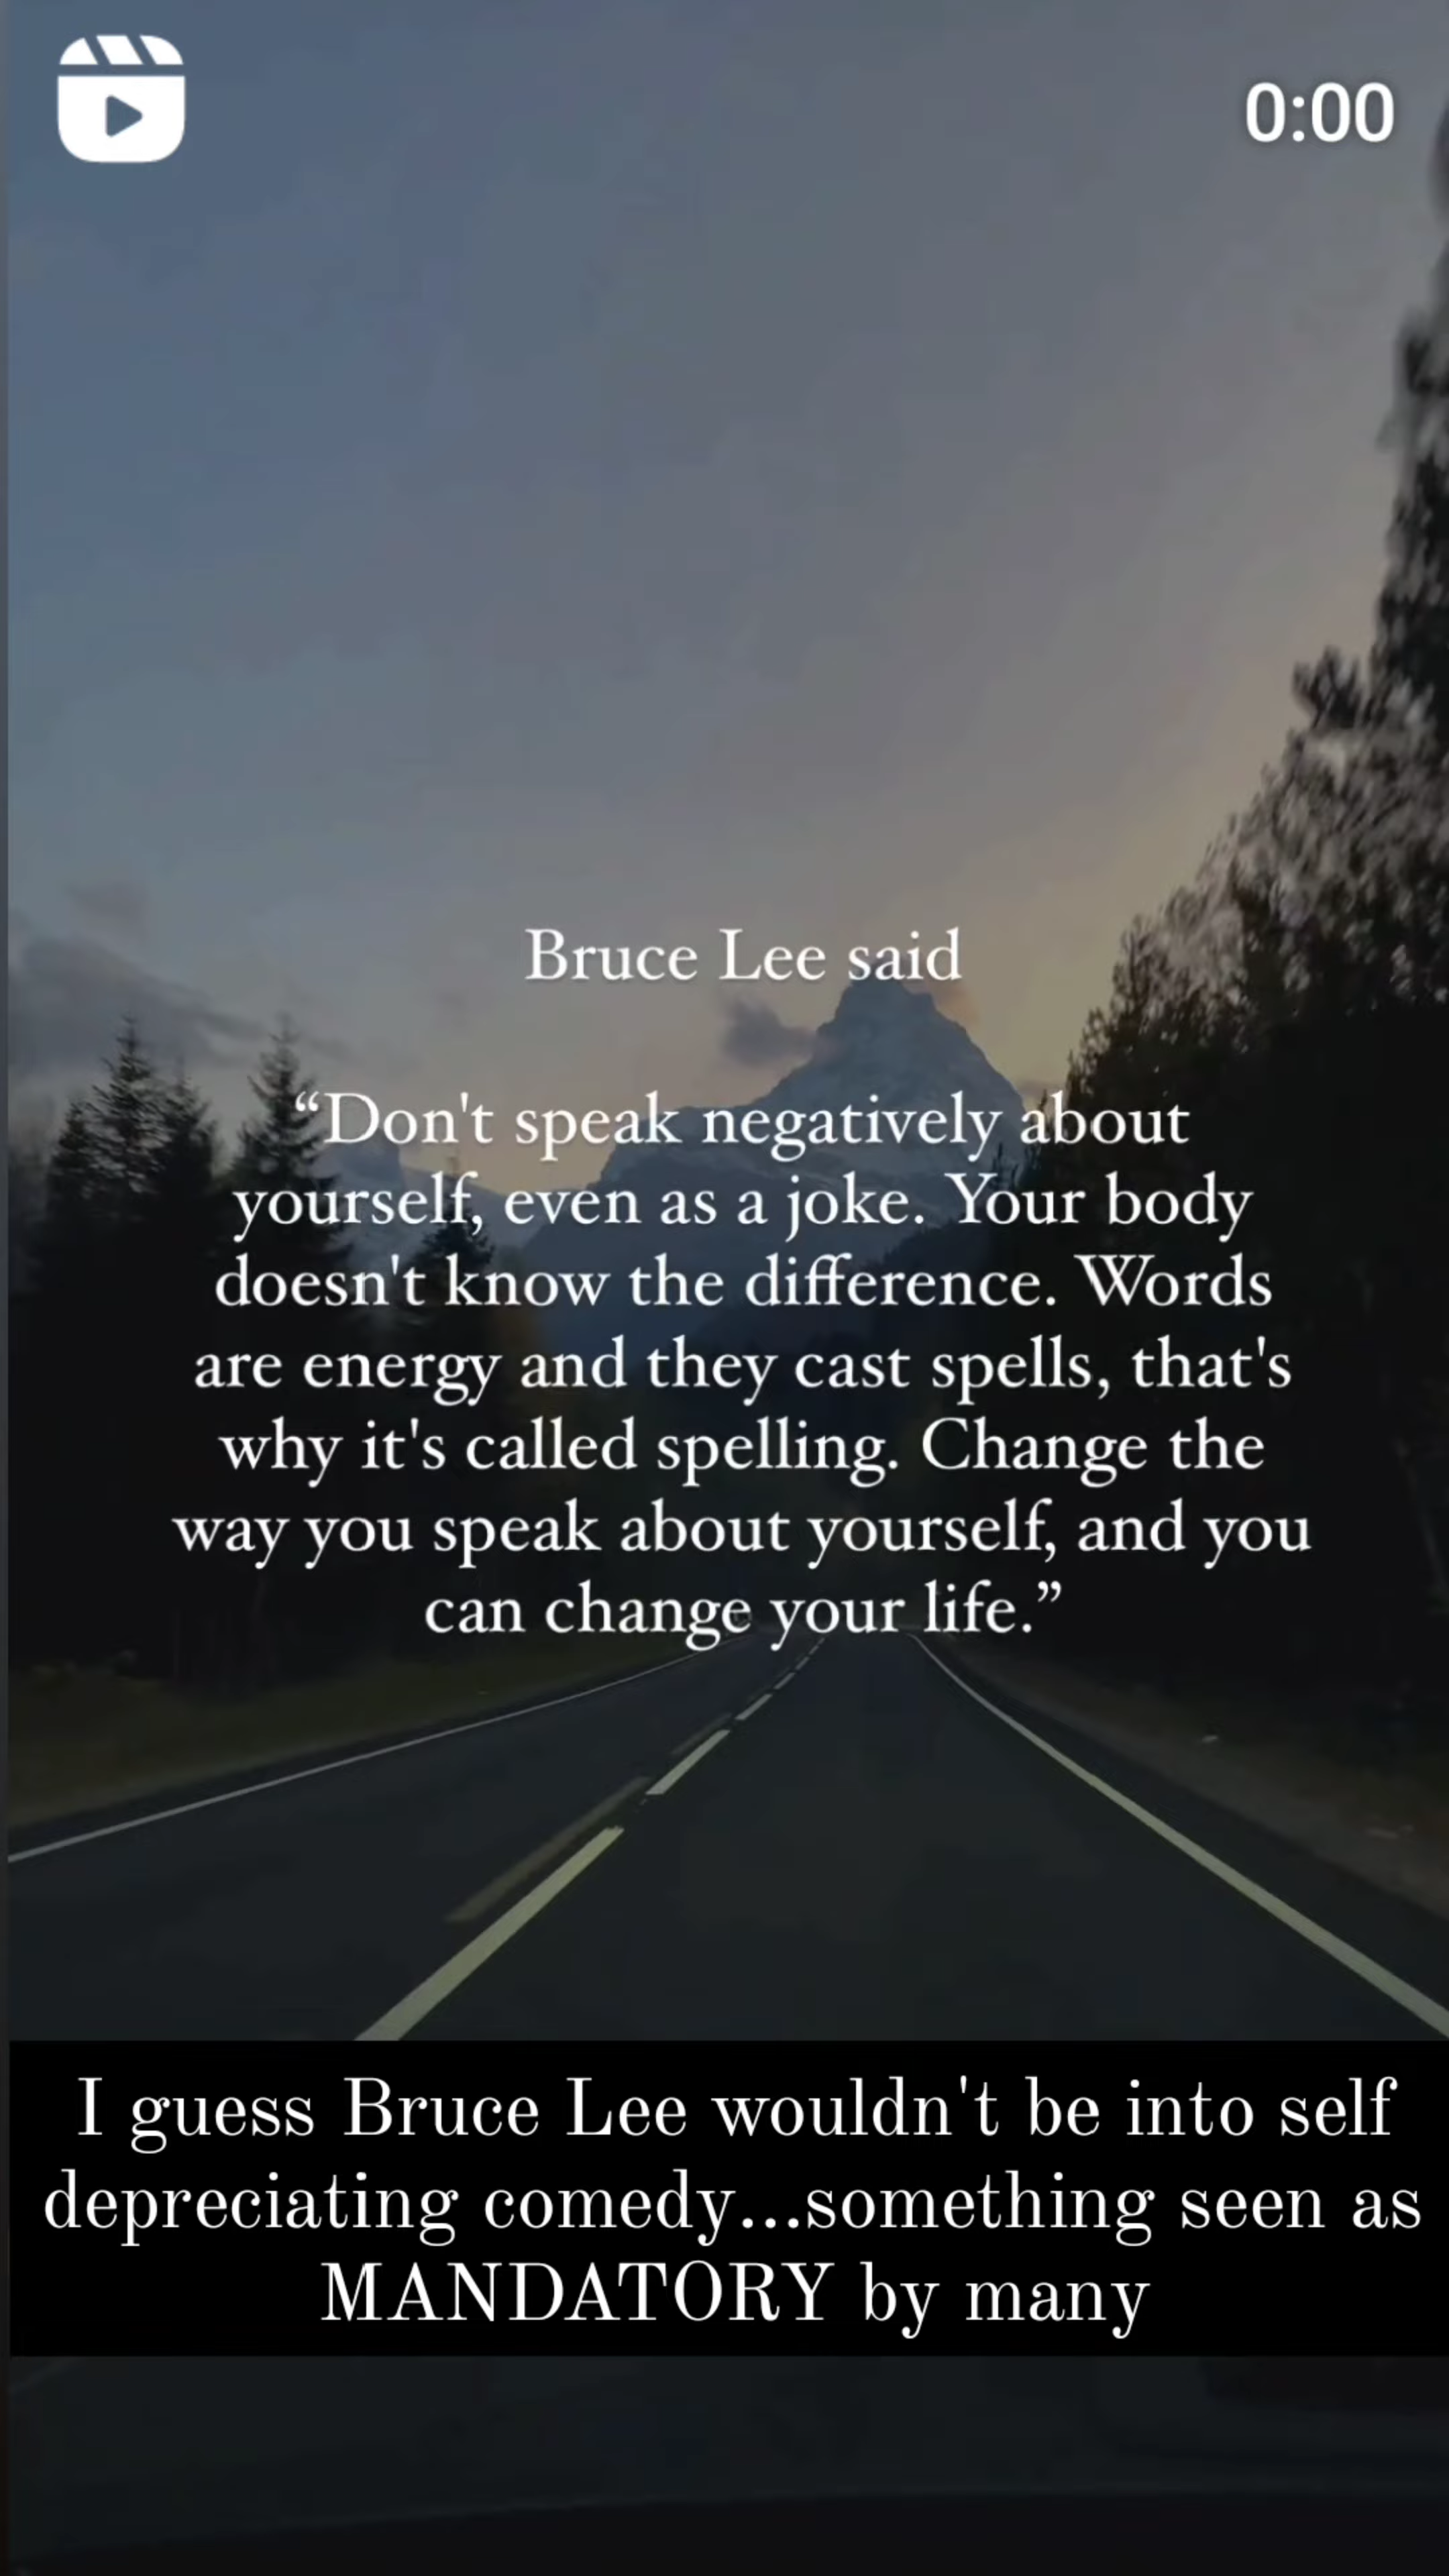 0:00
Bruce Lee said
“Don't speak negatively about
yourself, even as a joke. Your body
doesn't know the difference. Words
are energy and they cast spells, that's
why it's called spelling. Change the
way you speak about yourself, and you
can change your life.”
I guess Bruce Lee wouldn't be into self
depreciating comedy...something seen as
MANDATORY by many